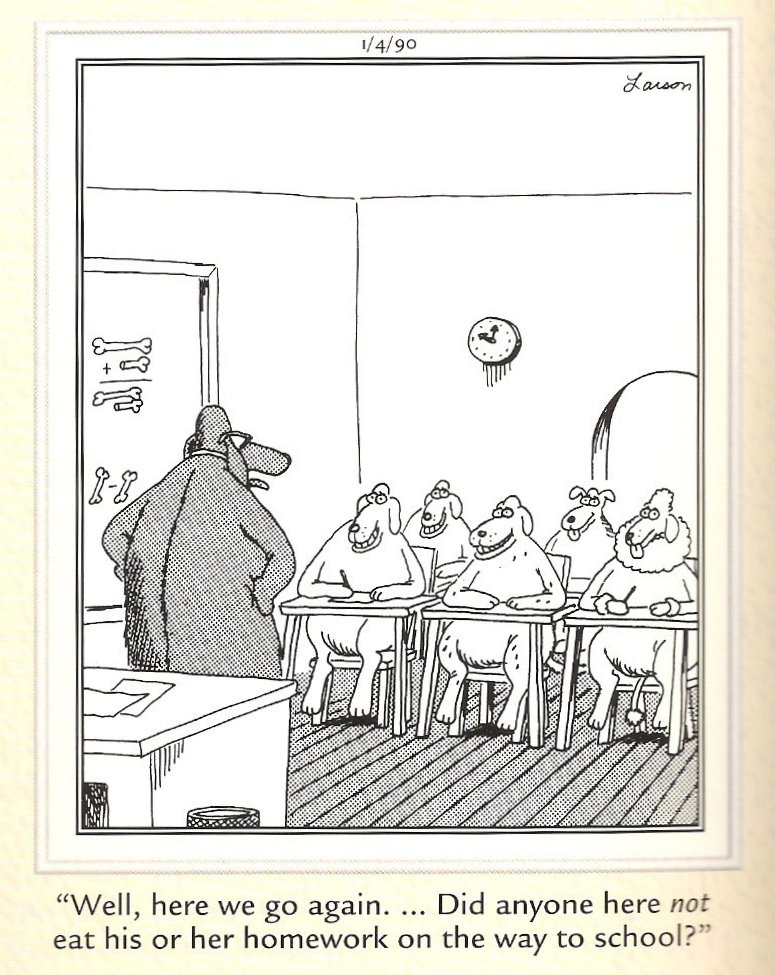 1/4/90
Larson
+
-
“Well, here we go again. ... Did anyone here not
eat his or her homework on the way to school?”